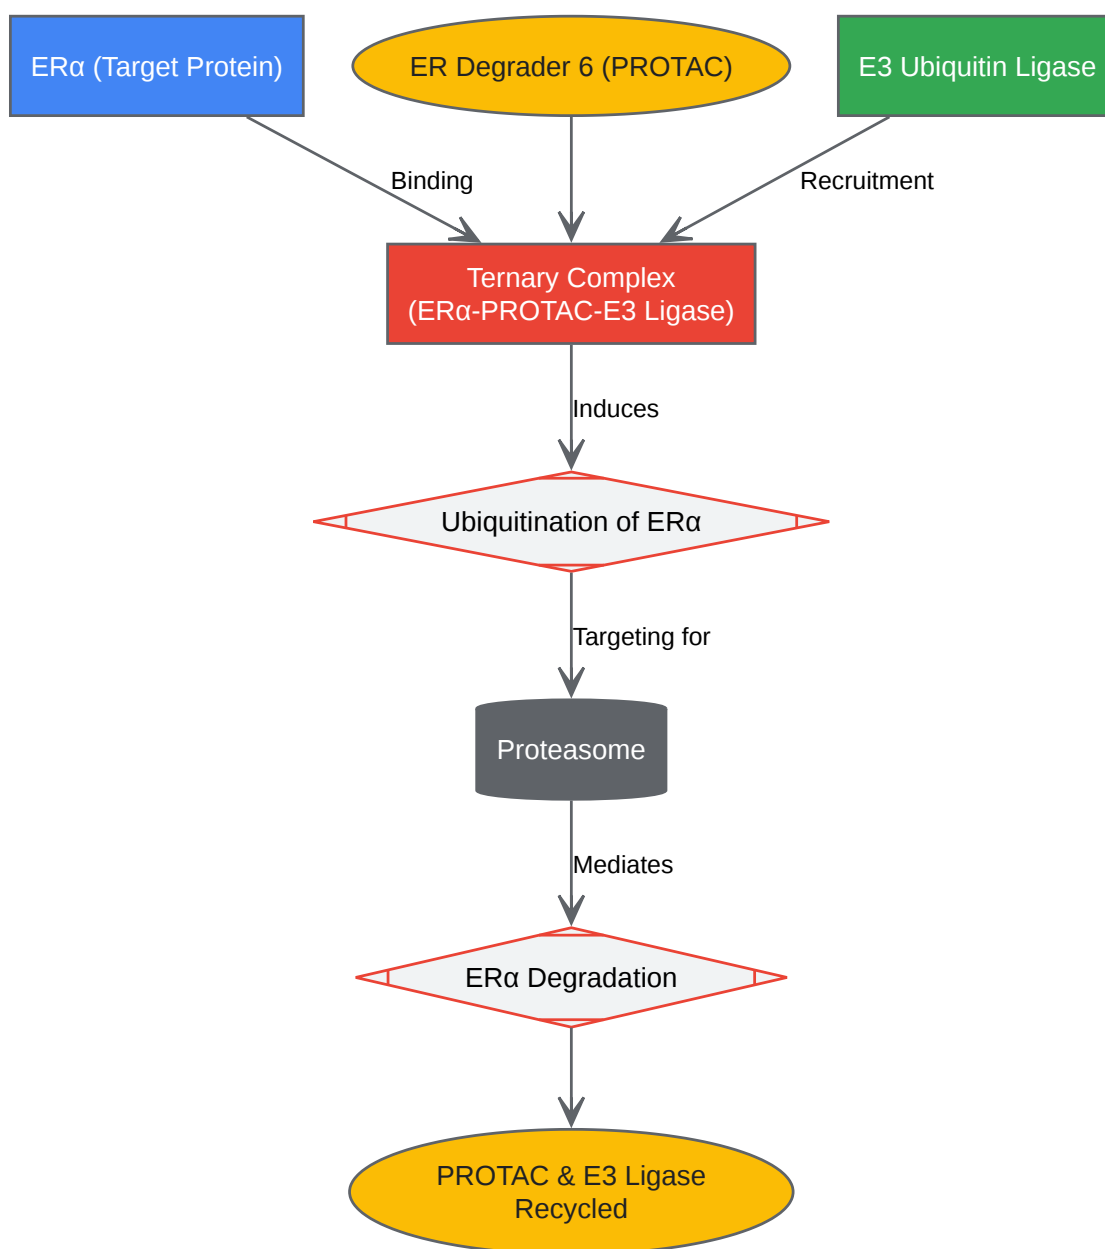 ERα (Target Protein)
ER Degrader 6 (PROTAC)
E3 Ubiquitin Ligase
Binding
Recruitment
Ternary Complex
(ERα-PROTAC-E3 Ligase)
Induces
Ubiquitination of ERα
Targeting for
Proteasome
Mediates
ERα Degradation
PROTAC & E3 Ligase
Recycled